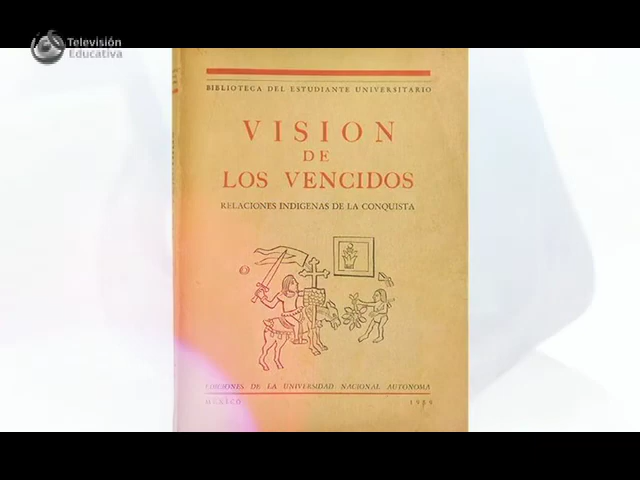 Televisión
Educativa
BIBLIOTECA DEL ESTUDIANTE UNIVERSITARIO
VISION
DE
LOS VENCIDOS
RELACIONES INDIGENAS DE LA CONQUISTA
EDICIONES DE LA UNIVERSIDAD NACIONAL AUTONOMA
MEXICO 1959